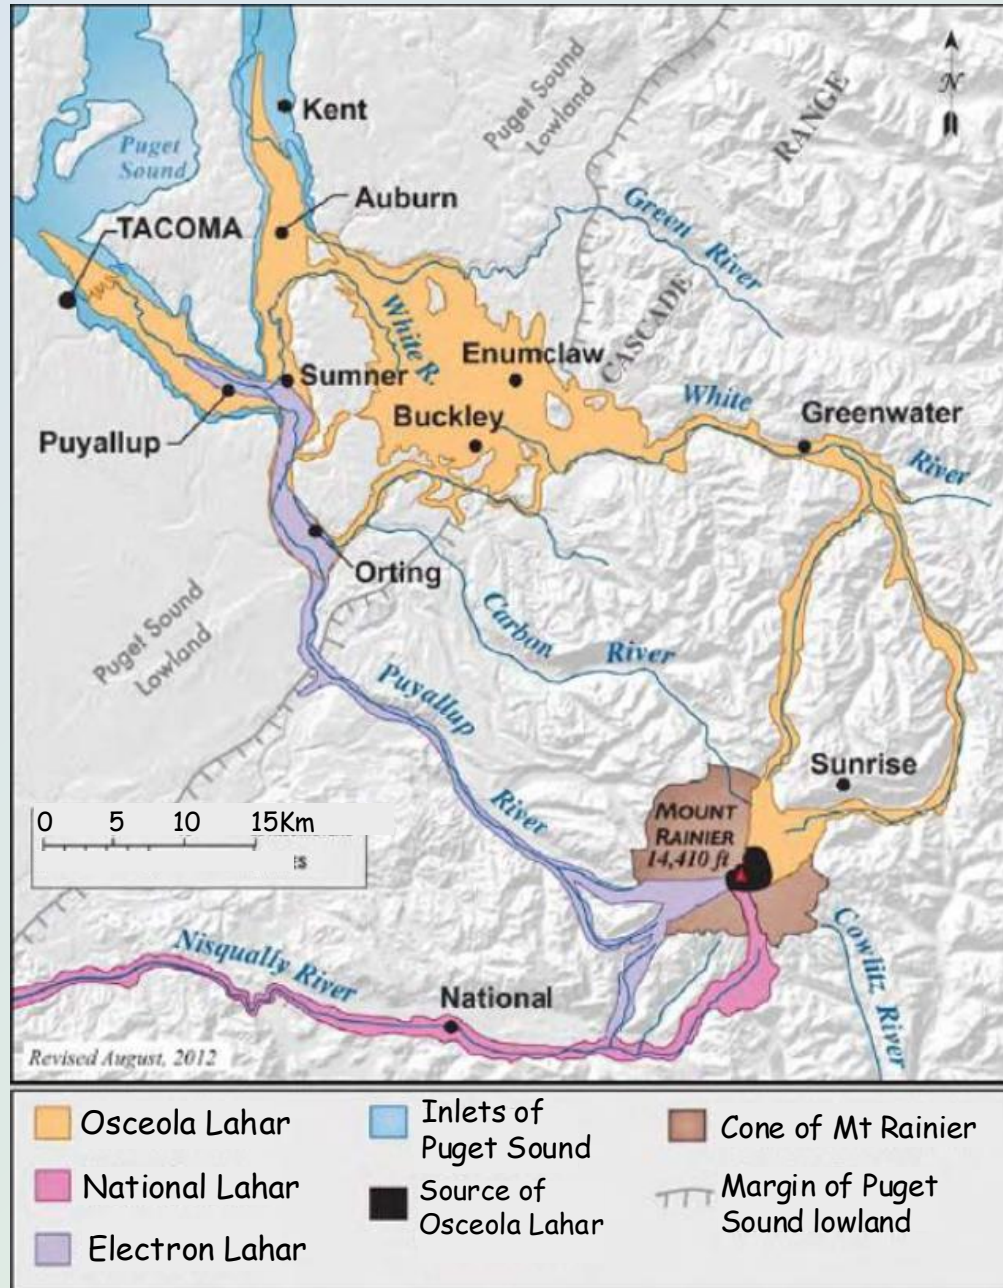 Kent
Puget
Sound
Puget Sound
Lowland
RANGE
N
Auburn
Green River
TACOMA
CASCADE
White R.
Enumclaw
Sumner
White
Greenwater
Buckley
Puyallup
River
Orting
Puget Sound
Lowland
Carbon River
Puyallup
River
Sunrise
MOUNT
RAINIER
14,410 ft
0 5 10 15Km
Nisqually River
Cowlitz River
National
Revised August, 2012
Osceola Lahar
National Lahar
Electron Lahar
Inlets of
Puget Sound
Source of
Osceola Lahar
Cone of Mt Rainier
Margin of Puget
Sound lowland